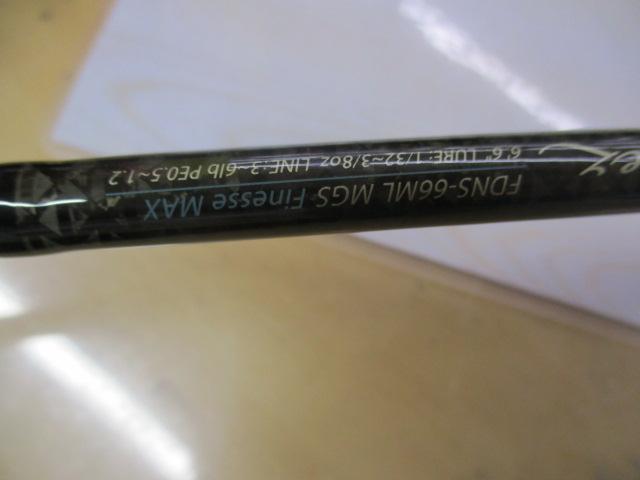 FDNS-66ML MGS Finesse MAX
6'6" LURE:1/32~3/8oz LINE:3~6lb PE0.5~1.2